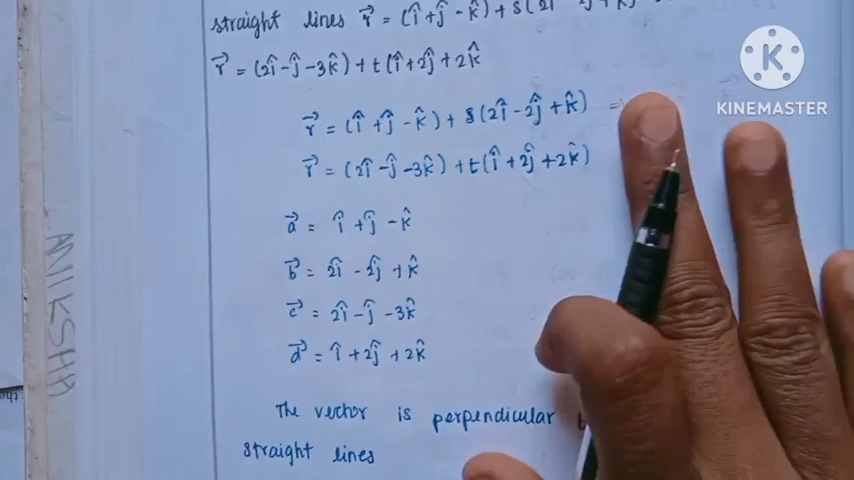 straight lines r⃗ = (î + ĵ - k̂) + s(2î - 2ĵ + k̂
r⃗ = (2î - ĵ - 3k̂) + t(î + 2ĵ + 2k̂
r⃗ = (î + ĵ - k̂) + s(2î - 2ĵ + k̂) =
r⃗ = (2î - ĵ - 3k̂) + t(î + 2ĵ + 2k̂)
a⃗ = î + ĵ - k̂
b⃗ = 2î - 2ĵ + k̂
c⃗ = 2î - ĵ - 3k̂
d⃗ = î + 2ĵ + 2k̂
The vector is perpendicular
straight lines
K
KINEMASTER